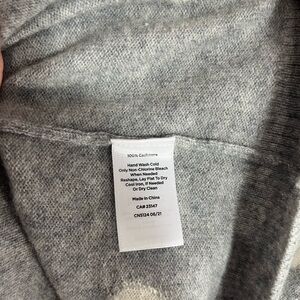 100% Cashmere
Hand Wash Cold
Only Non-Chlorine Bleach
When Needed
Reshape, Lay Flat To Dry
Cool Iron, If Needed
Or Dry Clean
Made in China
CA# 23147
CN5124 06/21